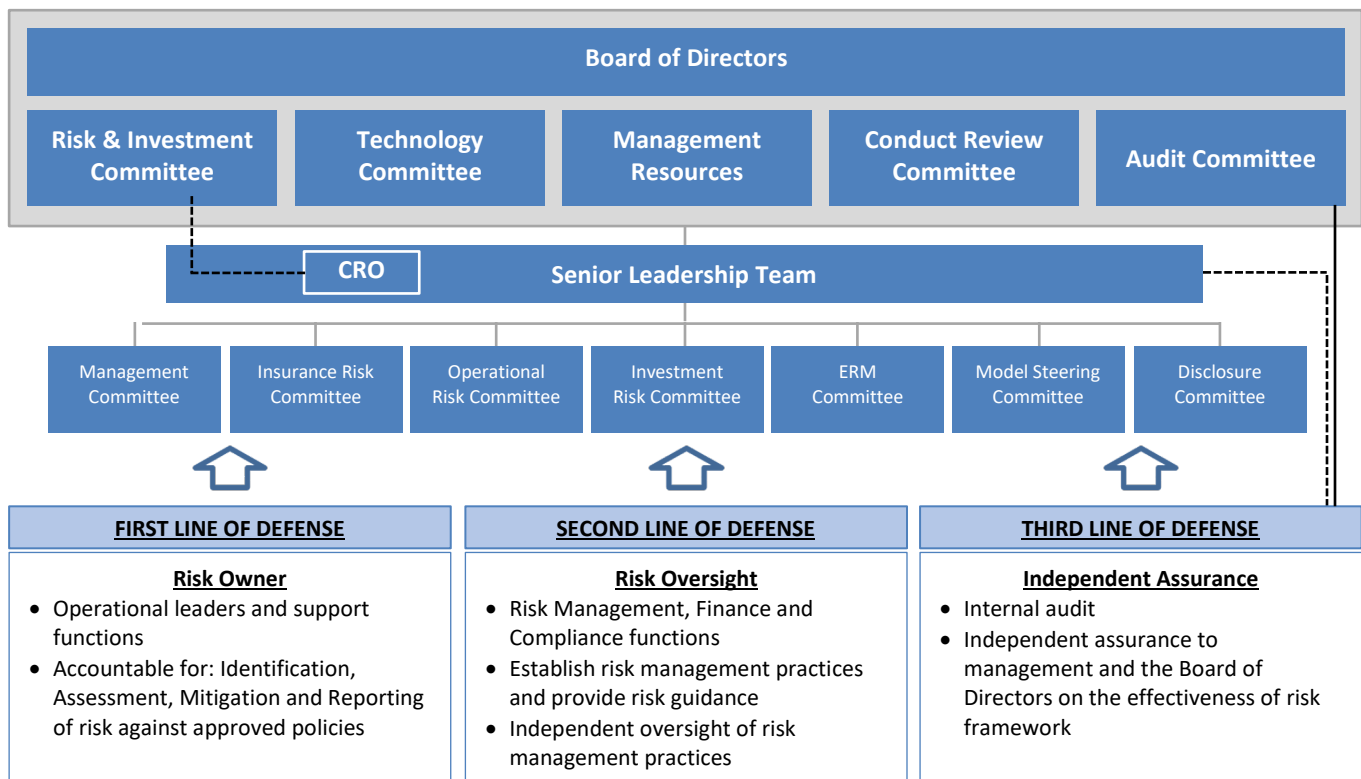 Board of Directors
Risk & Investment
Committee
Technology
Committee
Management
Resources
Conduct Review
Committee
Audit Committee
CRO
Senior Leadership Team
Management
Committee
Insurance Risk
Committee
Operational
Risk Committee
Investment
Risk Committee
ERM
Committee
Model Steering
Committee
Disclosure
Committee
FIRST LINE OF DEFENSE
Risk Owner
• Operational leaders and support
functions
• Accountable for: Identification,
Assessment, Mitigation and Reporting
of risk against approved policies
SECOND LINE OF DEFENSE
Risk Oversight
• Risk Management, Finance and
Compliance functions
• Establish risk management practices
and provide risk guidance
• Independent oversight of risk
management practices
THIRD LINE OF DEFENSE
Independent Assurance
• Internal audit
• Independent assurance to
management and the Board of
Directors on the effectiveness of risk
framework